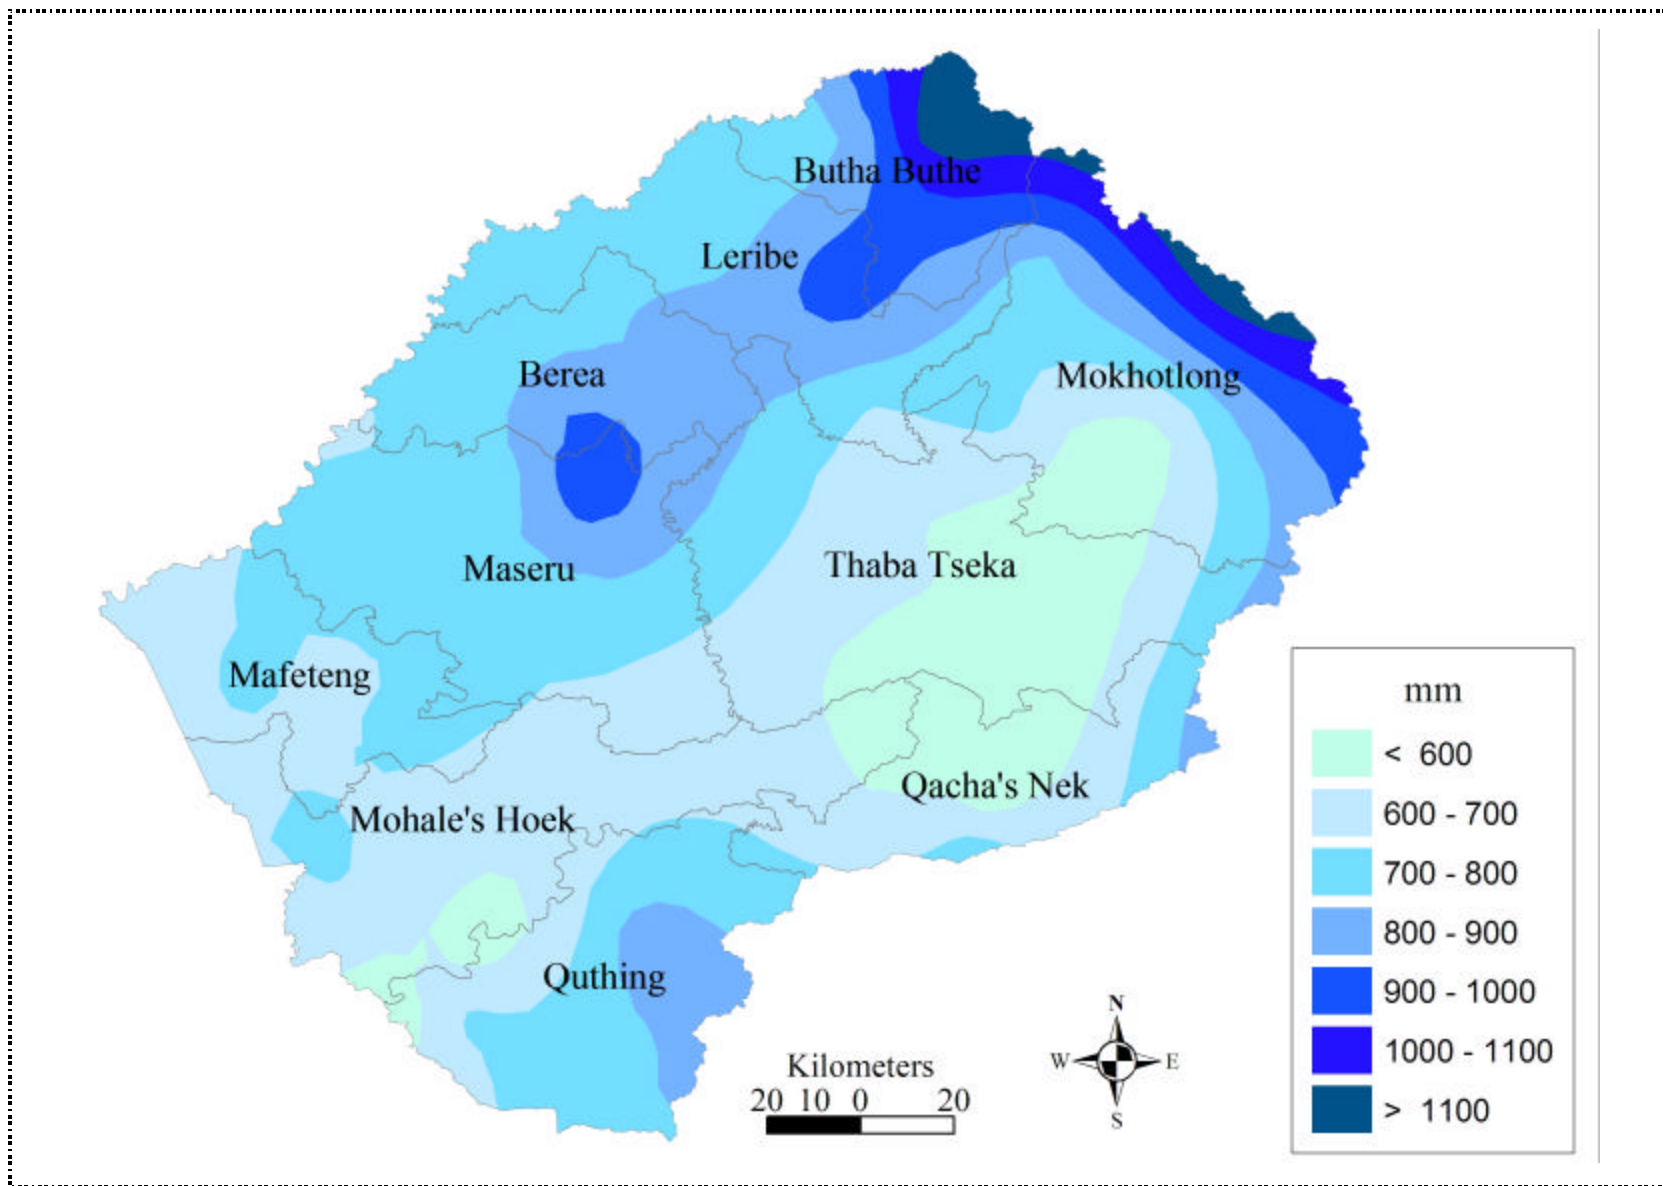 Butha Buthe
Leribe
Berea
Mokhotlong
Maseru
Thaba Tseka
Mafeteng
Qacha's Nek
Mohale's Hoek
Quthing
mm
< 600
600 - 700
700 - 800
800 - 900
900 - 1000
1000 - 1100
> 1100
N
W E
S
Kilometers
20 10 0 20